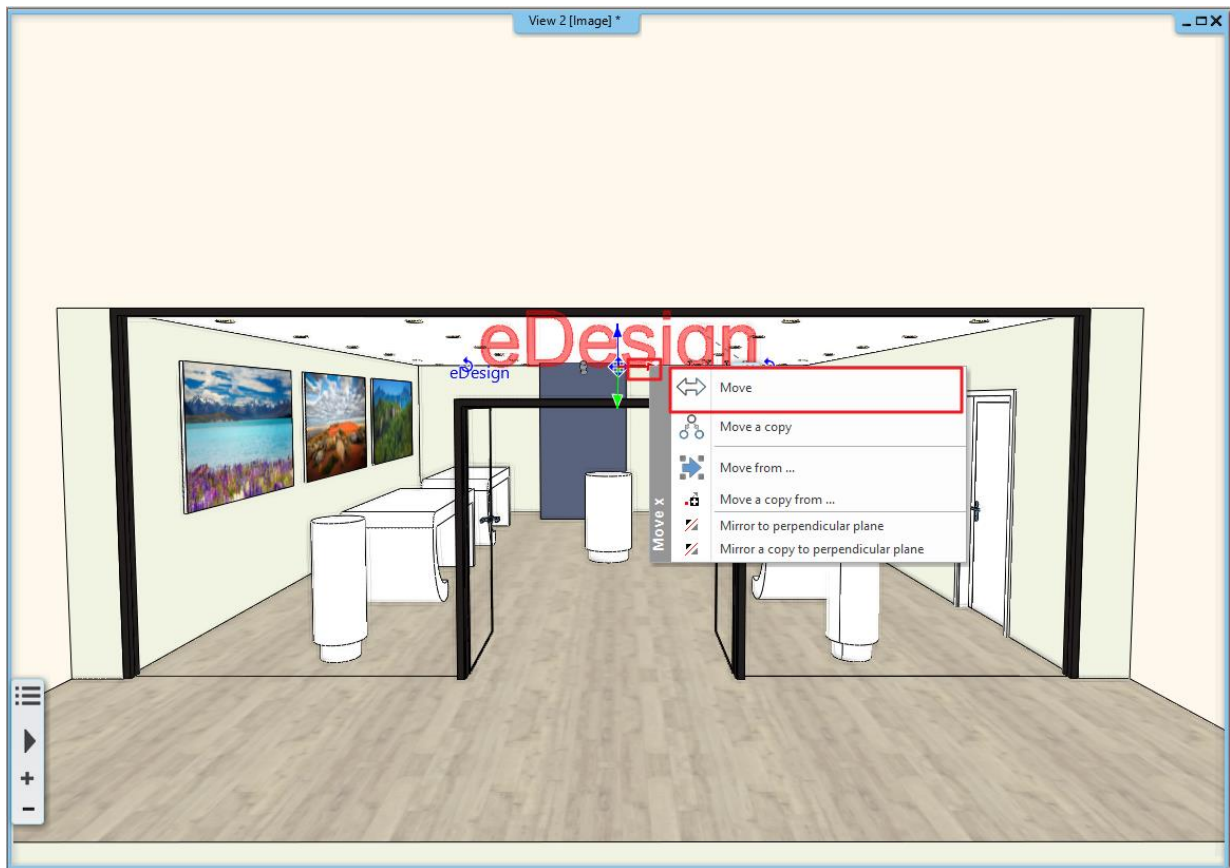 View 2 [Image] *
eDesign
eDesign
Move x
Move
Move a copy
Move from ...
Move a copy from ...
Mirror to perpendicular plane
Mirror a copy to perpendicular plane